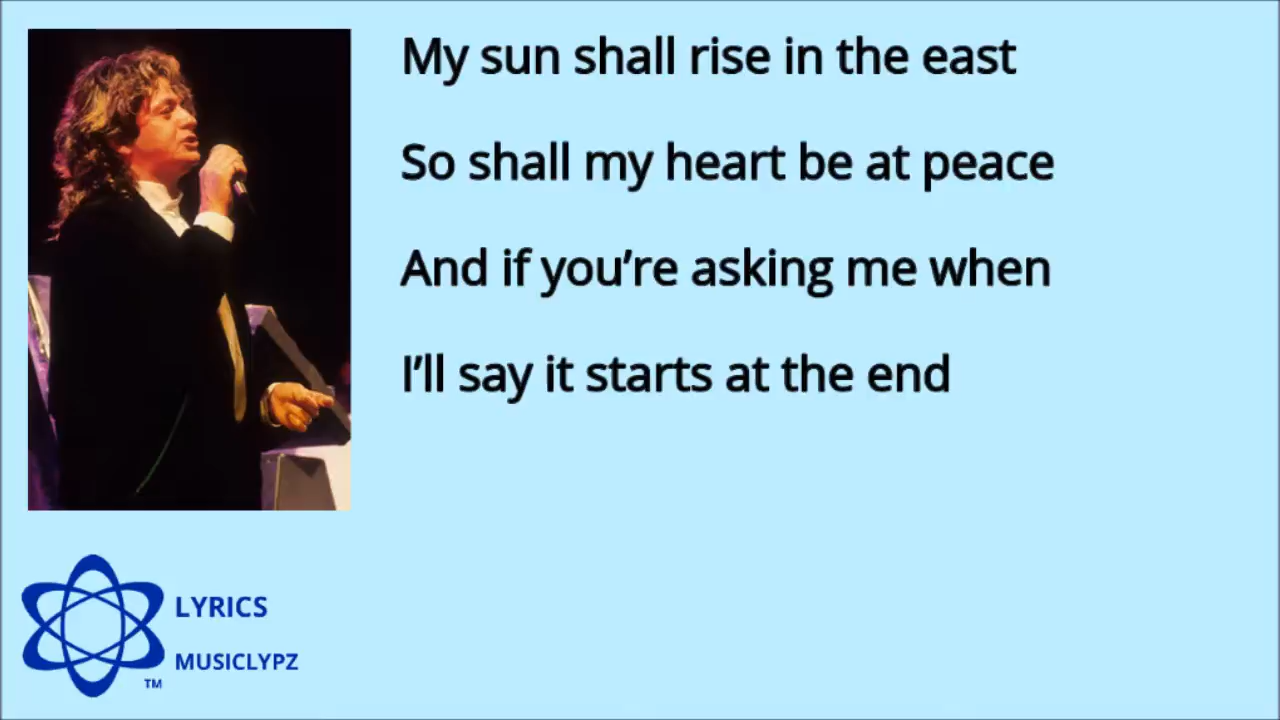 My sun shall rise in the east
So shall my heart be at peace
And if you’re asking me when
I’ll say it starts at the end
LYRICS
MUSICLYPZ
TM